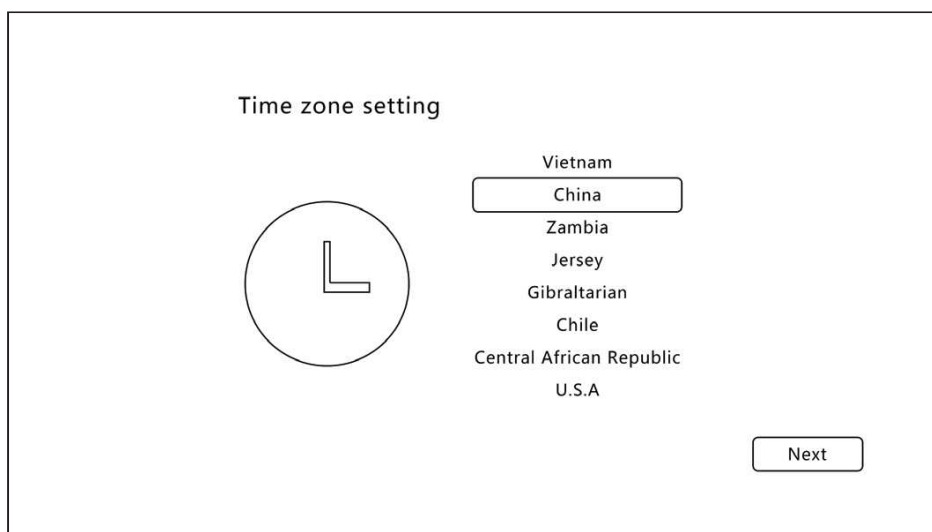 Time zone setting
Vietnam
China
Zambia
Jersey
Gibraltarian
Chile
Central African Republic
U.S.A
Next